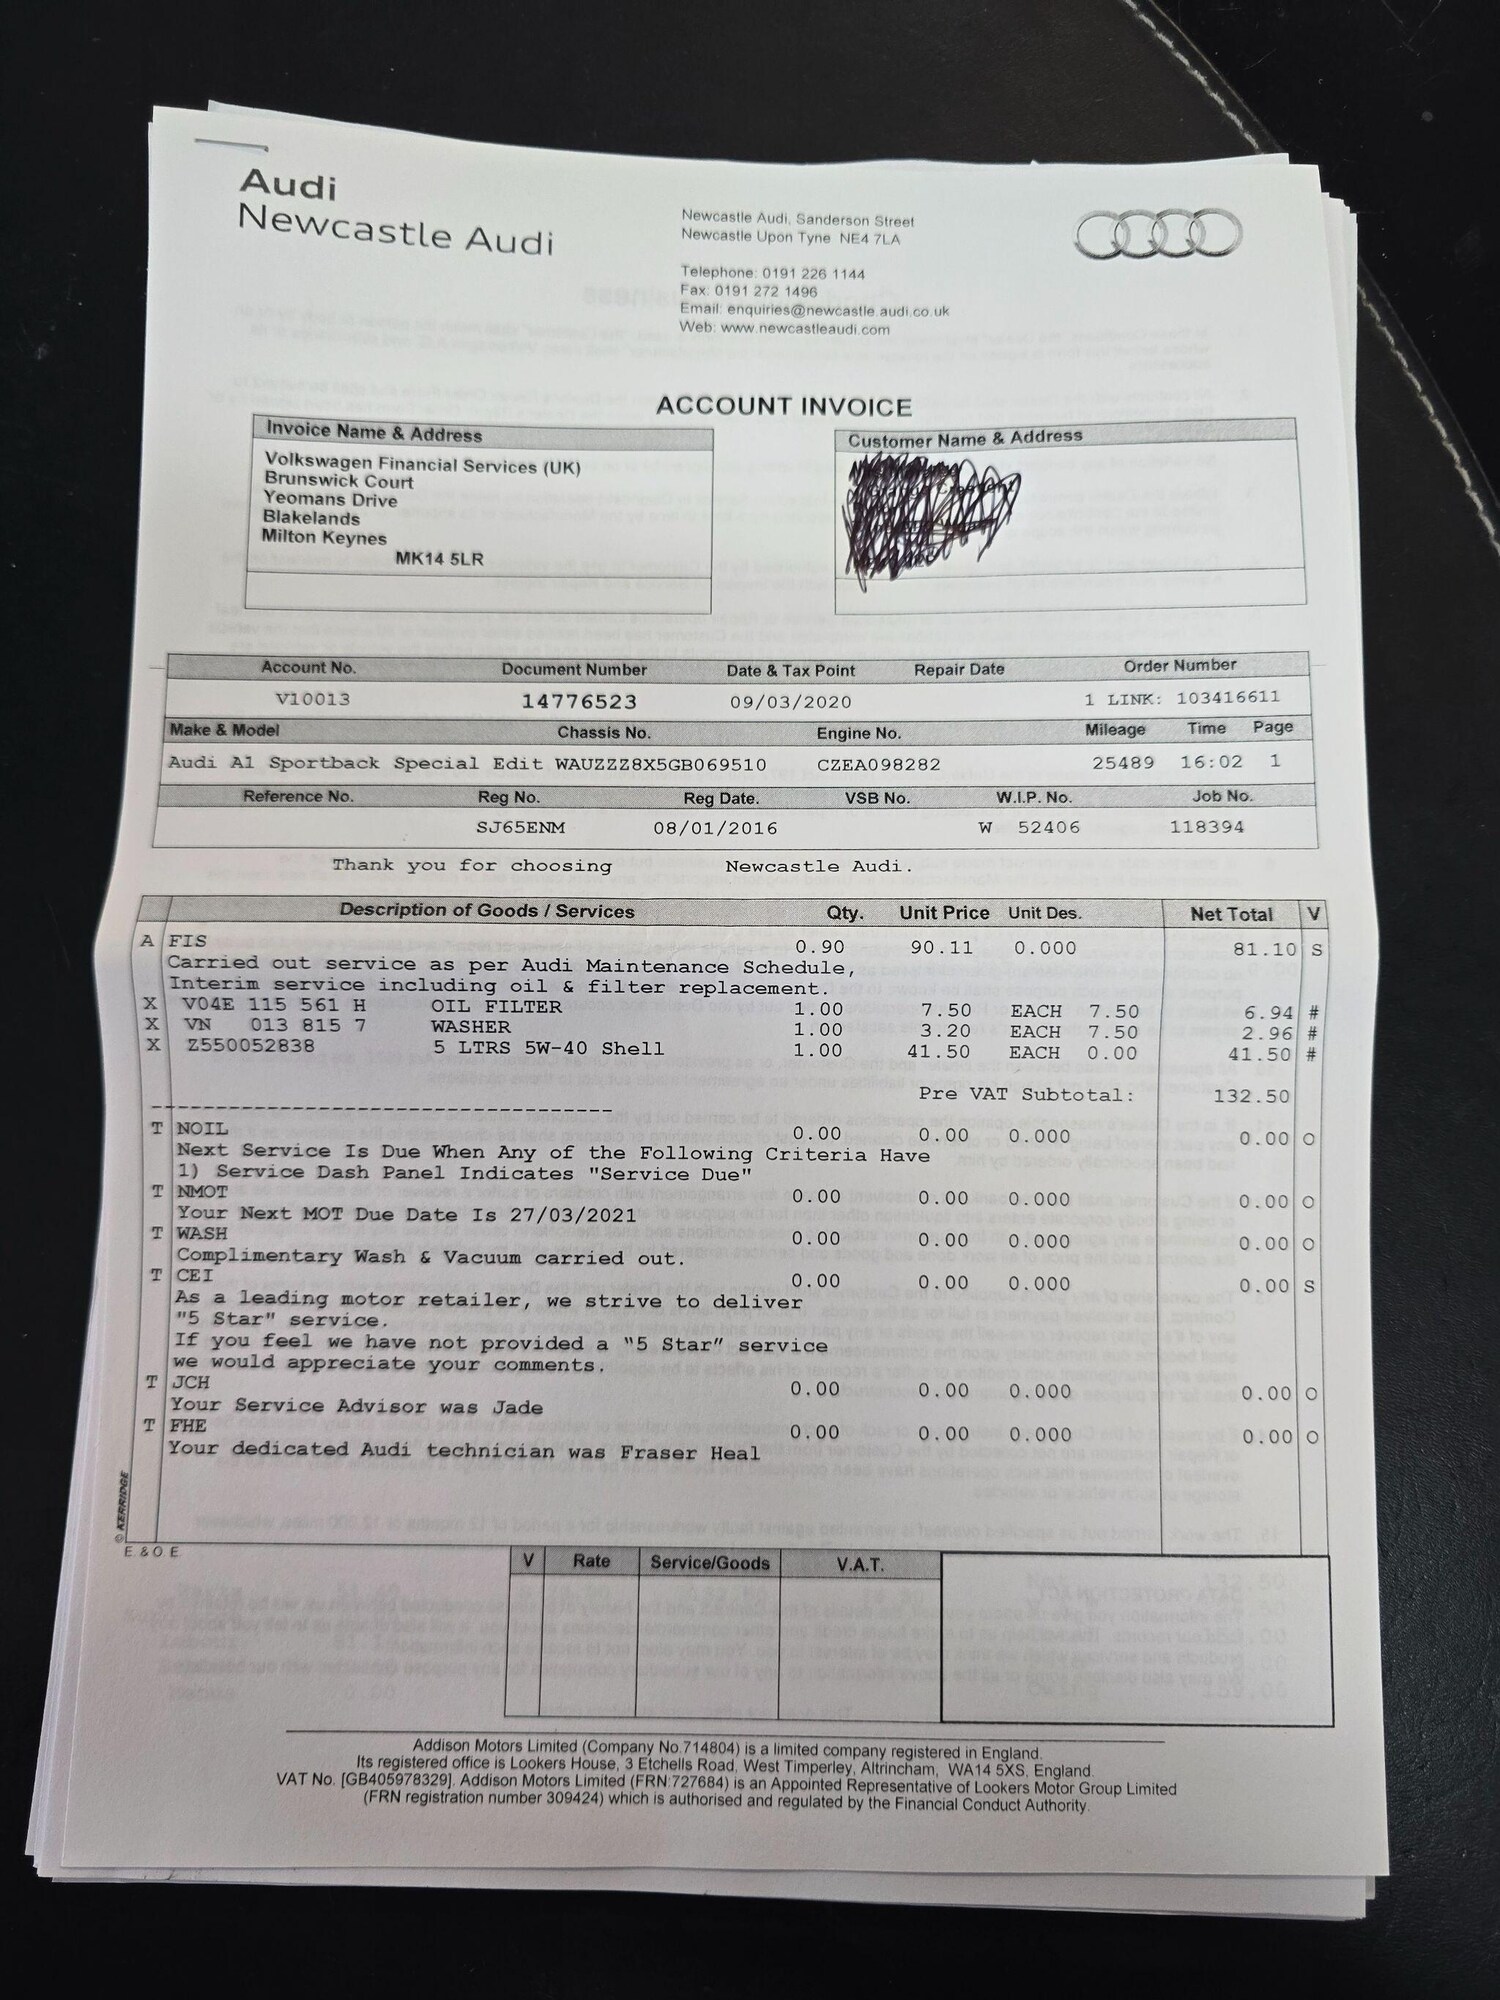 Audi
Newcastle Audi
Newcastle Audi, Sanderson Street
Newcastle Upon Tyne NE4 7LA
Telephone: 0191 226 1144
Fax: 0191 272 1496
Email: enquiries@newcastle.audi.co.uk
Web: www.newcastleaudi.com
ACCOUNT INVOICE
Invoice Name & Address
Volkswagen Financial Services (UK)
Brunswick Court
Yeomans Drive
Blakelands
Milton Keynes
MK14 5LR
Customer Name & Address
Account No. Document Number Date & Tax Point Repair Date Order Number
V10013 14776523 09/03/2020 1 LINK: 103416611
Make & Model Chassis No. Engine No. Mileage Time Page
Audi A1 Sportback Special Edit WAUZZZ8X5GB069510 CZEA098282 25489 16:02 1
Reference No. Reg No. Reg Date. VSB No. W.I.P. No. Job No.
SJ65ENM 08/01/2016 W 52406 118394
Thank you for choosing Newcastle Audi.
Description of Goods / Services Qty. Unit Price Unit Des. Net Total V
A FIS 0.90 90.11 0.000 81.10 S
Carried out service as per Audi Maintenance Schedule,
Interim service including oil & filter replacement.
X V04E 115 561 H OIL FILTER 1.00 7.50 EACH 7.50 6.94 #
X VN 013 815 7 WASHER 1.00 3.20 EACH 7.50 2.96 #
X Z550052838 5 LTRS 5W-40 Shell 1.00 41.50 EACH 0.00 41.50 #
Pre VAT Subtotal: 132.50
-----------------------------------
T NOIL 0.00 0.00 0.000 0.00 O
Next Service Is Due When Any of the Following Criteria Have
1) Service Dash Panel Indicates "Service Due"
T NMOT 0.00 0.00 0.000 0.00 O
Your Next MOT Due Date Is 27/03/2021
T WASH 0.00 0.00 0.000 0.00 O
Complimentary Wash & Vacuum carried out.
T CEI 0.00 0.00 0.000 0.00 S
As a leading motor retailer, we strive to deliver
"5 Star" service.
If you feel we have not provided a "5 Star" service
we would appreciate your comments.
T JCH 0.00 0.00 0.000 0.00 O
Your Service Advisor was Jade
T FHE 0.00 0.00 0.000 0.00 O
Your dedicated Audi technician was Fraser Heal
© KERRIDGE
E. & O. E.
V Rate Service/Goods V.A.T.
Addison Motors Limited (Company No.714804) is a limited company registered in England.
Its registered office is Lookers House, 3 Etchells Road, West Timperley, Altrincham, WA14 5XS, England.
VAT No. [GB405978329]. Addison Motors Limited (FRN:727684) is an Appointed Representative of Lookers Motor Group Limited
(FRN registration number 309424) which is authorised and regulated by the Financial Conduct Authority.